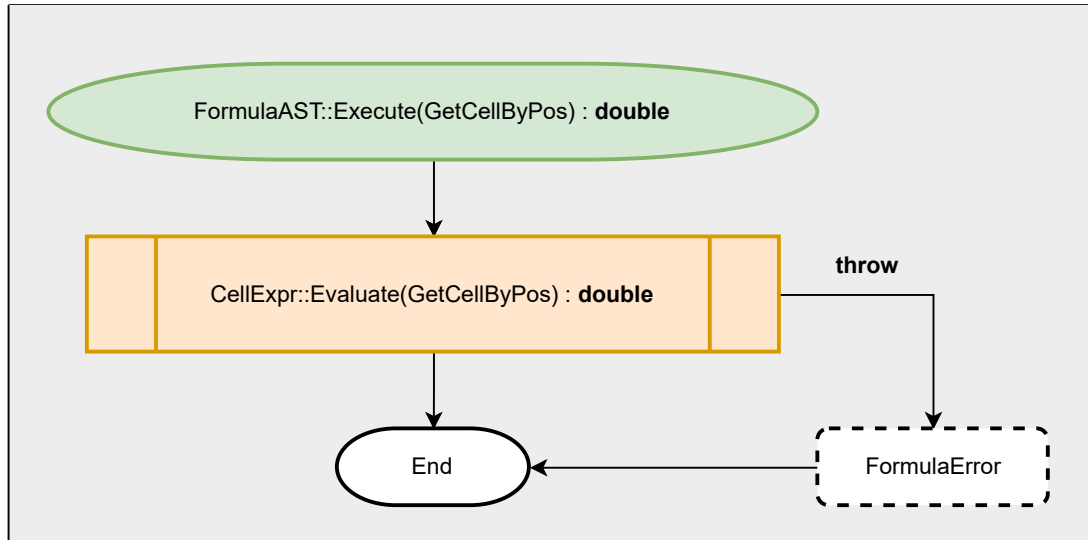 FormulaAST::Execute(GetCellByPos) : double
CellExpr::Evaluate(GetCellByPos) : double
throw
End
FormulaError